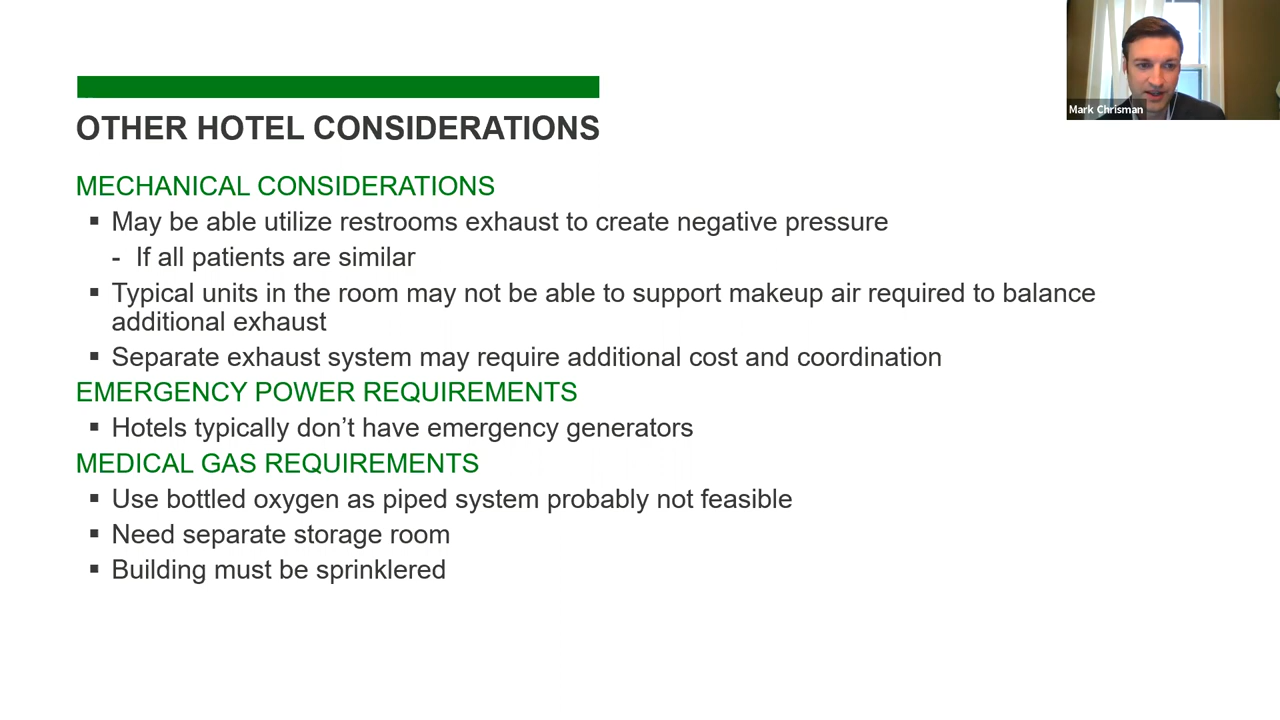 Mark Chrisman
OTHER HOTEL CONSIDERATIONS
MECHANICAL CONSIDERATIONS
▪ May be able utilize restrooms exhaust to create negative pressure
- If all patients are similar
▪ Typical units in the room may not be able to support makeup air required to balance
additional exhaust
▪ Separate exhaust system may require additional cost and coordination
EMERGENCY POWER REQUIREMENTS
▪ Hotels typically don’t have emergency generators
MEDICAL GAS REQUIREMENTS
▪ Use bottled oxygen as piped system probably not feasible
▪ Need separate storage room
▪ Building must be sprinklered